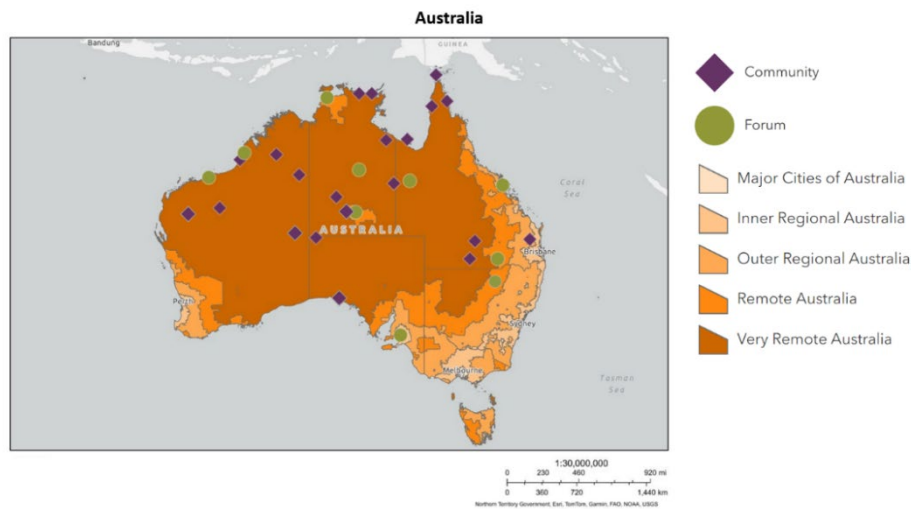 Australia
Bandung
GUINEA
Coral
Sea
AUSTRALIA
Brisbane
Perth
Sydney
Melbourne
Tasman
Sea
Community
Forum
Major Cities of Australia
Inner Regional Australia
Outer Regional Australia
Remote Australia
Very Remote Australia
1:30,000,000
0 230 460 920 mi
0 360 720 1,440 km
Northern Territory Government, Esri, TomTom, Garmin, FAO, NOAA, USGS